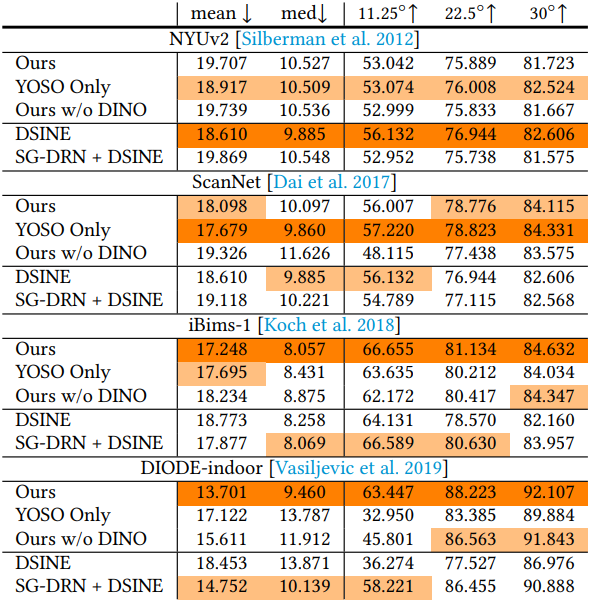 mean ↓ med↓ 11.25°↑ 22.5°↑ 30°↑
NYUv2 [Silberman et al. 2012]
Ours 19.707 10.527 53.042 75.889 81.723
YOSO Only 18.917 10.509 53.074 76.008 82.524
Ours w/o DINO 19.739 10.536 52.999 75.833 81.667
DSINE 18.610 9.885 56.132 76.944 82.606
SG-DRN + DSINE 19.869 10.548 52.952 75.738 81.575
ScanNet [Dai et al. 2017]
Ours 18.098 10.097 56.007 78.776 84.115
YOSO Only 17.679 9.860 57.220 78.823 84.331
Ours w/o DINO 19.326 11.626 48.115 77.438 83.575
DSINE 18.610 9.885 56.132 76.944 82.606
SG-DRN + DSINE 19.118 10.221 54.789 77.115 82.568
iBims-1 [Koch et al. 2018]
Ours 17.248 8.057 66.655 81.134 84.632
YOSO Only 17.695 8.431 63.635 80.212 84.034
Ours w/o DINO 18.234 8.875 62.172 80.417 84.347
DSINE 18.773 8.258 64.131 78.570 82.160
SG-DRN + DSINE 17.877 8.069 66.589 80.630 83.957
DIODE-indoor [Vasiljevic et al. 2019]
Ours 13.701 9.460 63.447 88.223 92.107
YOSO Only 17.122 13.787 32.950 83.385 89.884
Ours w/o DINO 15.611 11.912 45.801 86.563 91.843
DSINE 18.453 13.871 36.274 77.527 86.976
SG-DRN + DSINE 14.752 10.139 58.221 86.455 90.888